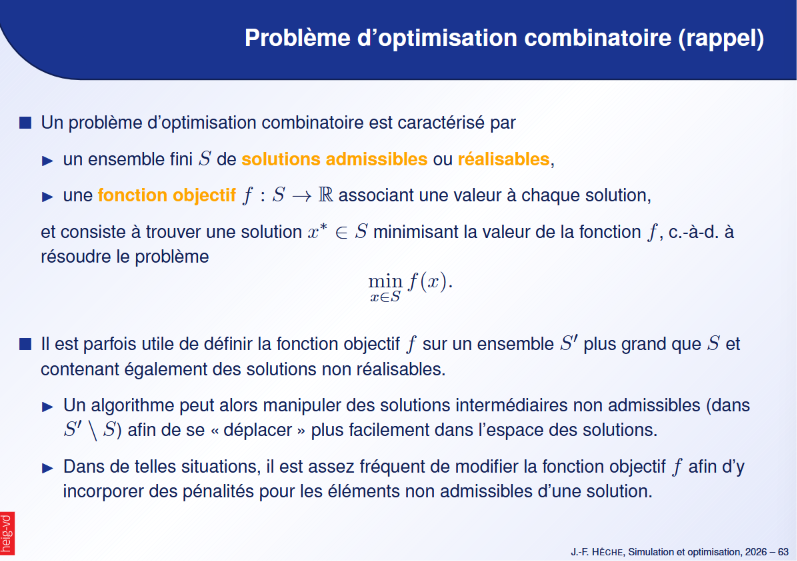 Problème d'optimisation combinatoire (rappel)
■ Un problème d'optimisation combinatoire est caractérisé par
▶ un ensemble fini S de solutions admissibles ou réalisables,
▶ une fonction objectif f : S → ℝ associant une valeur à chaque solution,
et consiste à trouver une solution x* ∈ S minimisant la valeur de la fonction f, c.-à-d. à
résoudre le problème
min f(x).
x∈S
■ Il est parfois utile de définir la fonction objectif f sur un ensemble S′ plus grand que S et
contenant également des solutions non réalisables.
▶ Un algorithme peut alors manipuler des solutions intermédiaires non admissibles (dans
S′ \ S) afin de se « déplacer » plus facilement dans l'espace des solutions.
▶ Dans de telles situations, il est assez fréquent de modifier la fonction objectif f afin d'y
incorporer des pénalités pour les éléments non admissibles d'une solution.
heig-vd
J.-F. HÊCHE, Simulation et optimisation, 2026 – 63